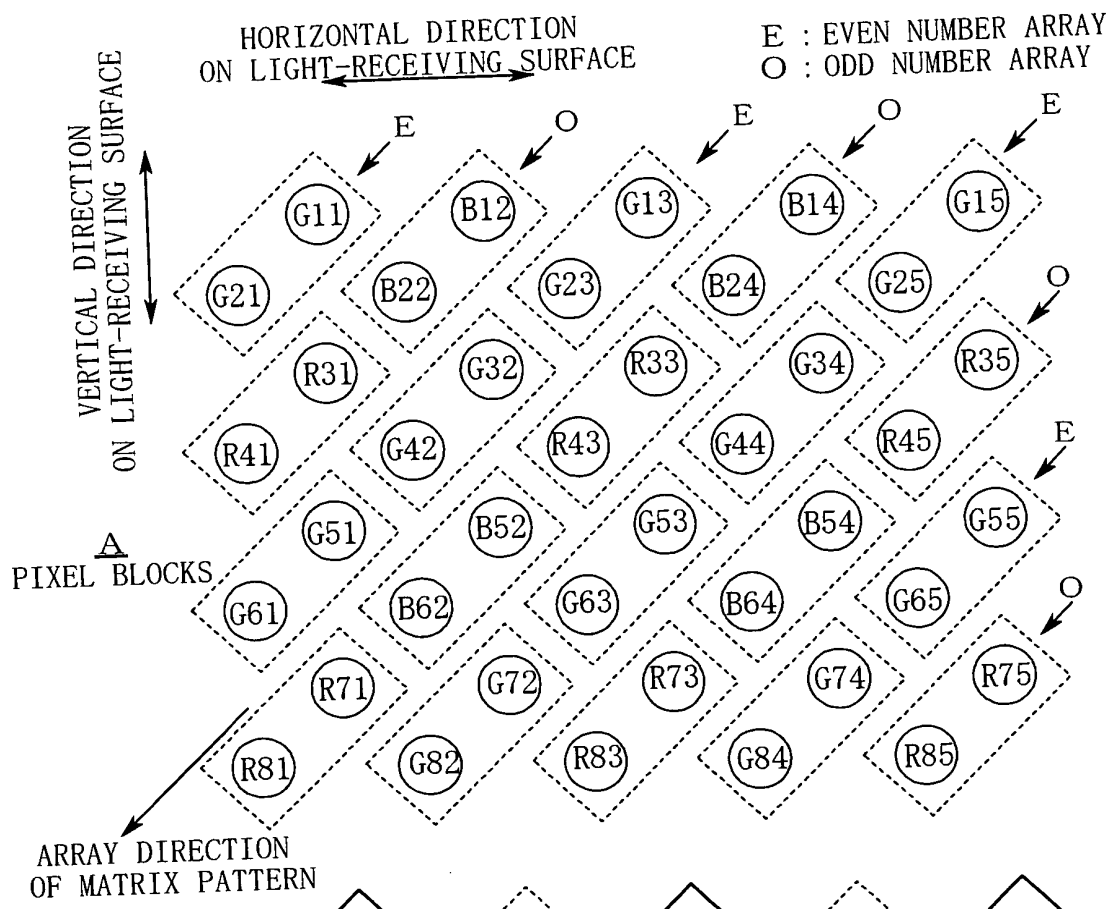 HORIZONTAL DIRECTION
ON LIGHT-RECEIVING SURFACE
E : EVEN NUMBER ARRAY
O : ODD NUMBER ARRAY
VERTICAL DIRECTION
ON LIGHT-RECEIVING SURFACE
E O E O E
G11 B12 G13 B14 G15
G21 B22 G23 B24 G25
O
R31 G32 R33 G34 R35
R41 G42 R43 G44 R45
E
G51 B52 G53 B54 G55
A
PIXEL BLOCKS
G61 B62 G63 B64 G65
O
R71 G72 R73 G74 R75
R81 G82 R83 G84 R85
ARRAY DIRECTION
OF MATRIX PATTERN